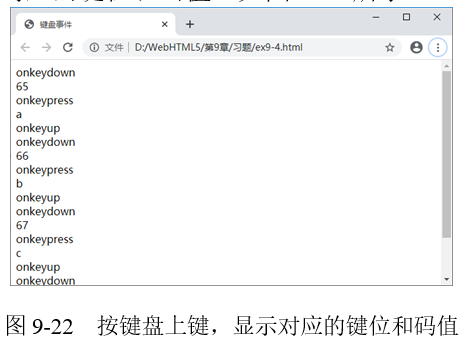 键盘事件
文件 | D:/WebHTML5/第9章/习题/ex9-4.html
onkeydown
65
onkeypress
a
onkeyup
onkeydown
66
onkeypress
b
onkeyup
onkeydown
67
onkeypress
c
onkeyup
onkeydown
图 9-22 按键盘上键，显示对应的键位和码值